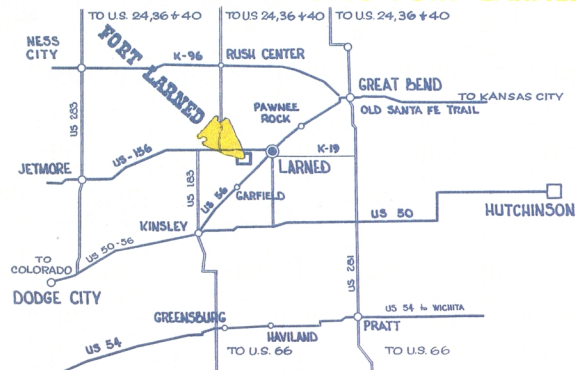 TO U.S. 24,36 & 40
TO U.S. 24,36 & 40
TO U.S. 24,36 & 40
NESS
CITY
FORT LARNED
K-96
RUSH CENTER
GREAT BEND
TO KANSAS CITY
OLD SANTA FE TRAIL
PAWNEE
ROCK
US 283
US-156
K-19
LARNED
JETMORE
US 183
US 56
GARFIELD
KINSLEY
US 50
HUTCHINSON
US 50-56
TO
COLORADO
DODGE CITY
US 281
GREENSBURG
HAVILAND
US 54 to WICHITA
PRATT
US 54
TO U.S. 66
TO U.S. 66